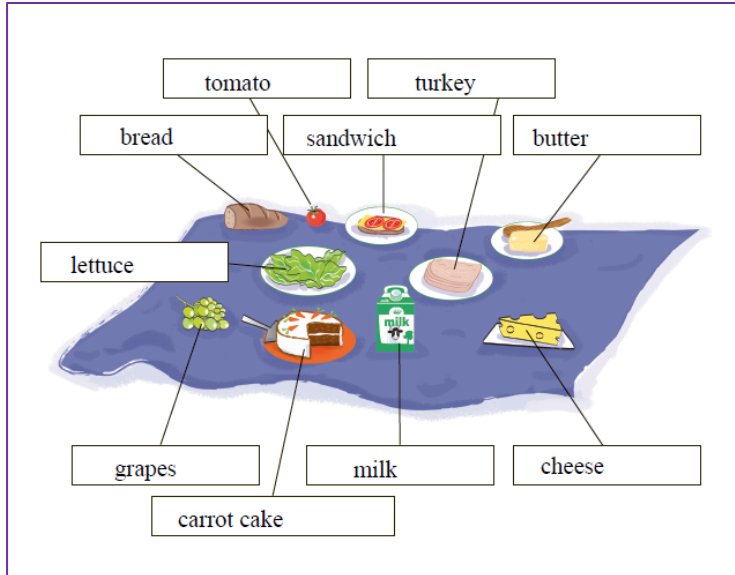 tomato
turkey
bread
sandwich
butter
lettuce
milk
grapes
milk
cheese
carrot cake